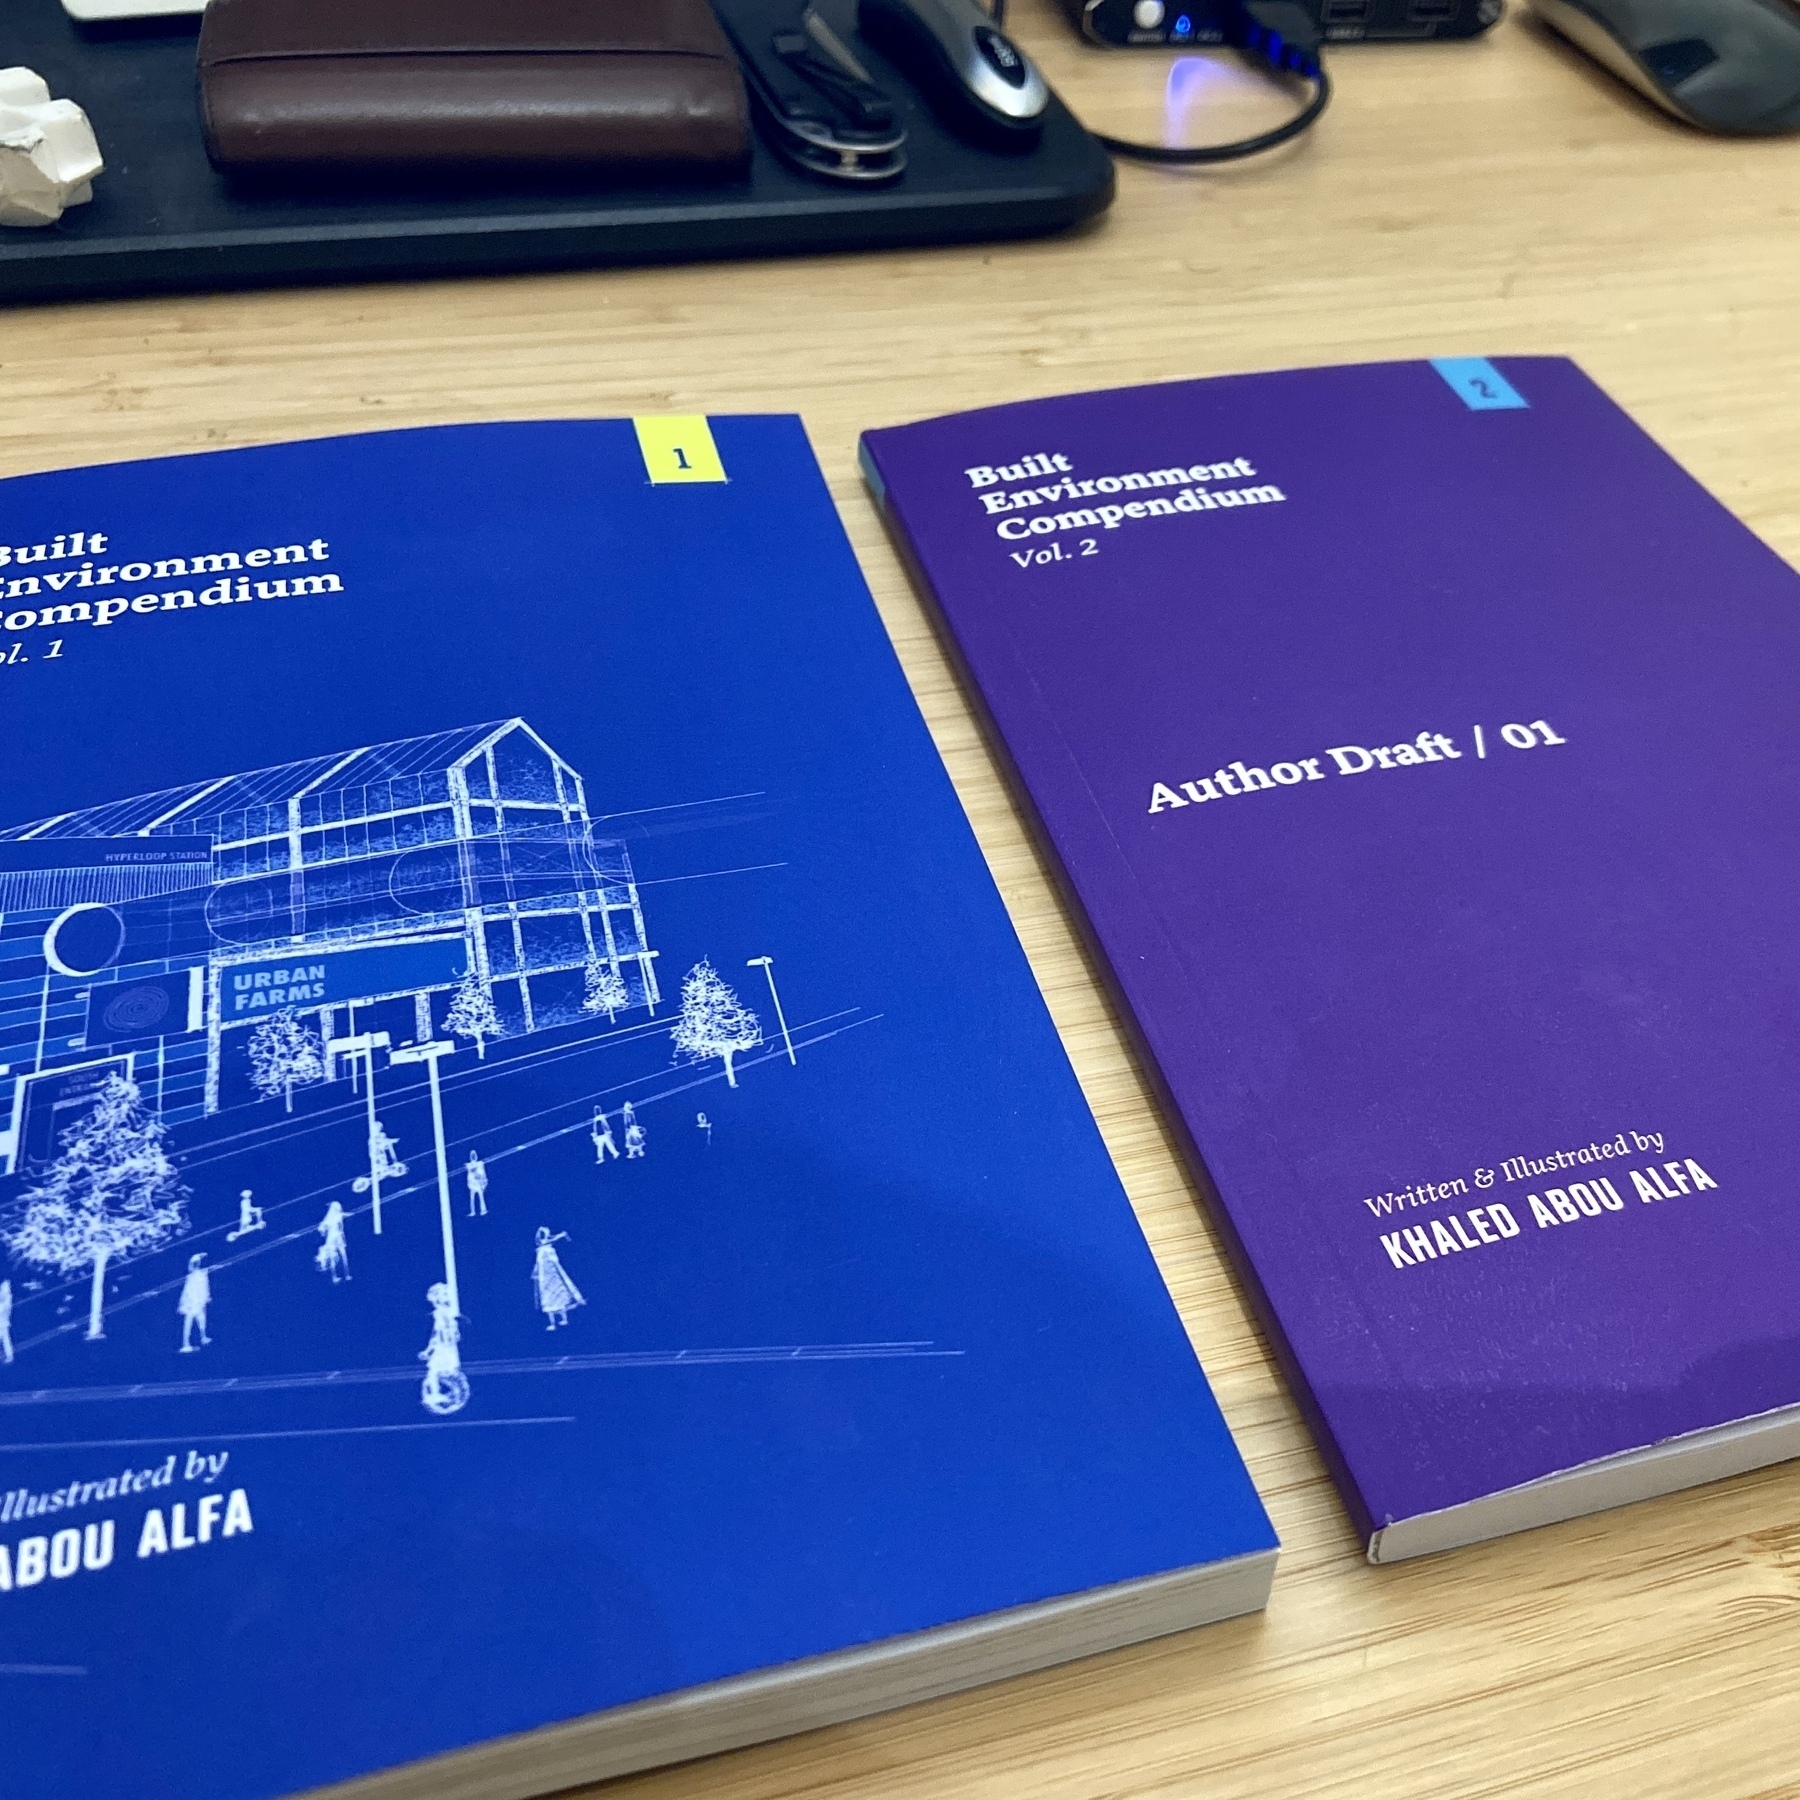 1
Built
Environment
Compendium
Vol. 1
HYPERLOOP STATION
URBAN
FARMS
SOUTH
Illustrated by
ABOU ALFA
2
Built
Environment
Compendium
Vol. 2
Author Draft / 01
Written & Illustrated by
KHALED ABOU ALFA